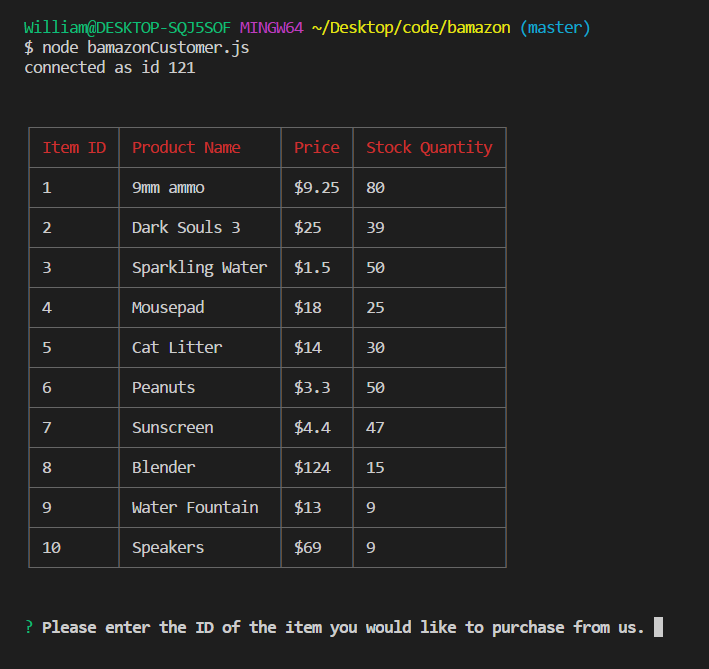 William@DESKTOP-SQJ5SOF MINGW64 ~/Desktop/code/bamazon (master)
$ node bamazonCustomer.js
connected as id 121
Item ID Product Name Price Stock Quantity
1 9mm ammo $9.25 80
2 Dark Souls 3 $25 39
3 Sparkling Water $1.5 50
4 Mousepad $18 25
5 Cat Litter $14 30
6 Peanuts $3.3 50
7 Sunscreen $4.4 47
8 Blender $124 15
9 Water Fountain $13 9
10 Speakers $69 9
? Please enter the ID of the item you would like to purchase from us.